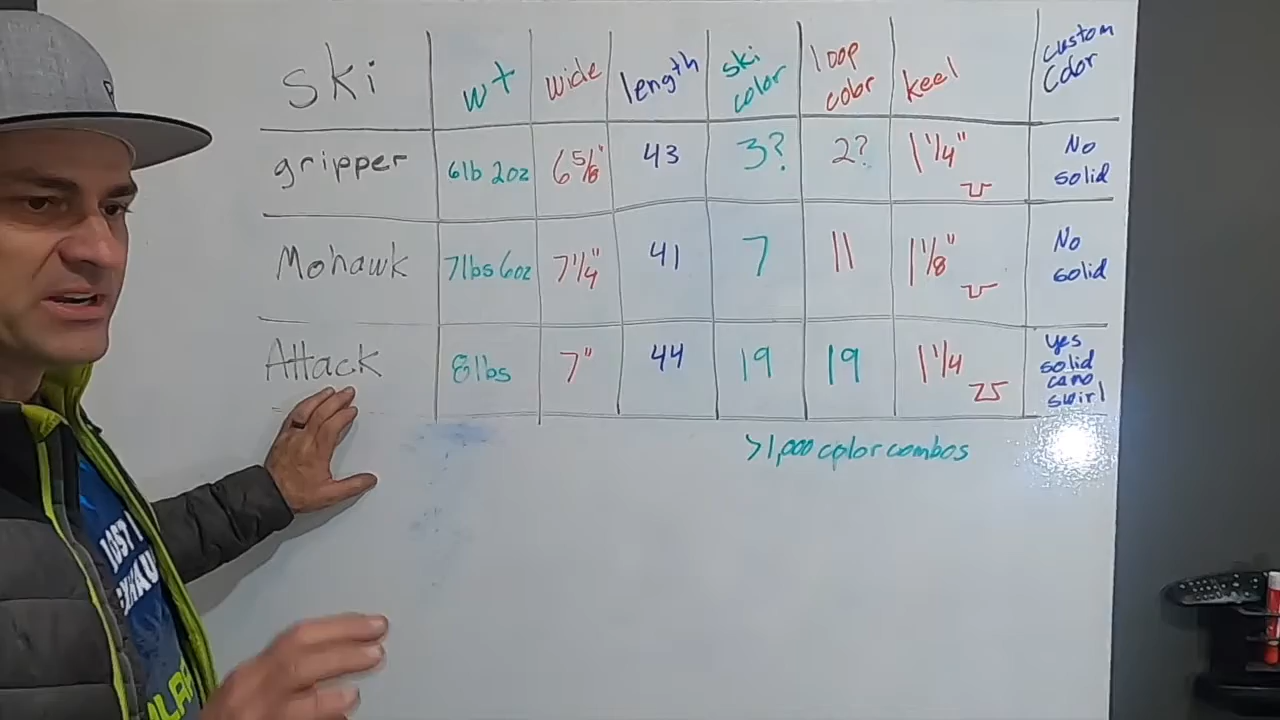 ski wt wide length ski color loop color keel custom color
gripper 6lb 2oz 6 5/8" 43 3? 2? 1 1/4" No solid
Mohawk 7lbs 6oz 7 1/4" 41 7 11 1 1/8" No solid
Attack 8lbs 7" 44 19 19 1 1/4 yes solid camo swirl
>1,000 color combos
LOST